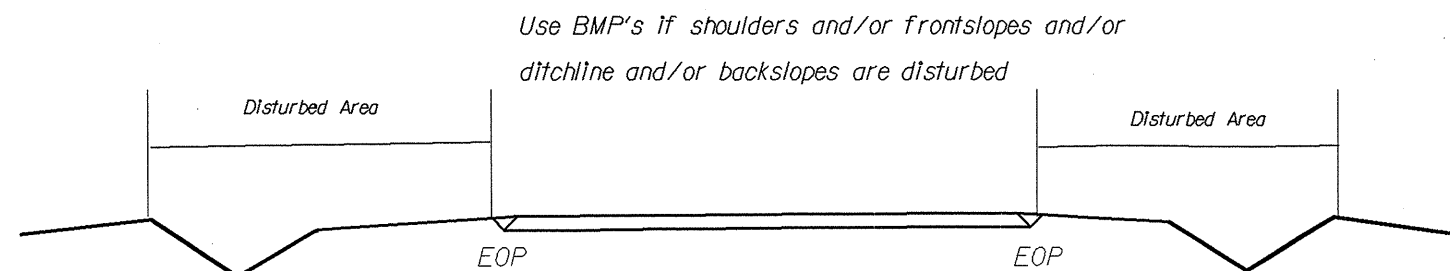 Use BMP's if shoulders and/or frontslopes and/or
ditchline and/or backslopes are disturbed
Disturbed Area
Disturbed Area
EOP
EOP